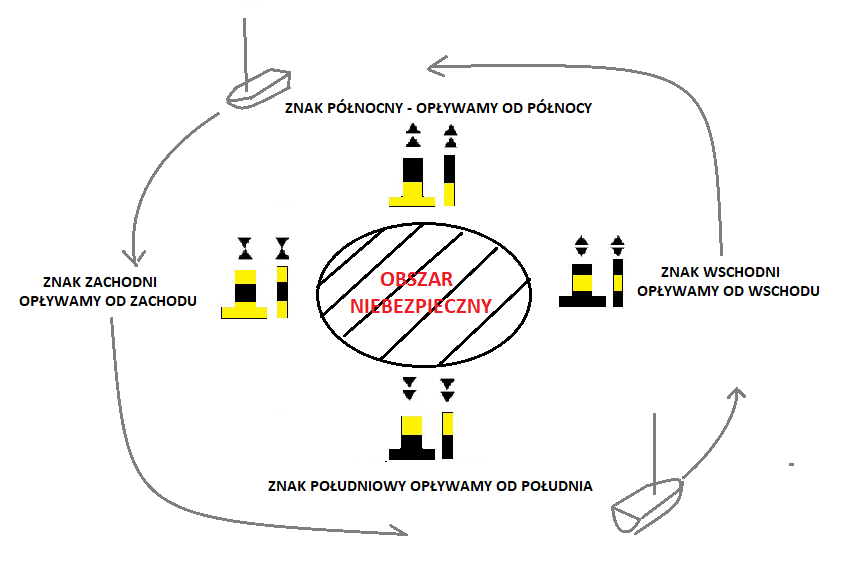 ZNAK PÓŁNOCNY - OPŁYWAMY OD PÓŁNOCY
ZNAK ZACHODNI
OPŁYWAMY OD ZACHODU
OBSZAR
NIEBEZPIECZNY
ZNAK WSCHODNI
OPŁYWAMY OD WSCHODU
ZNAK POŁUDNIOWY OPŁYWAMY OD POŁUDNIA